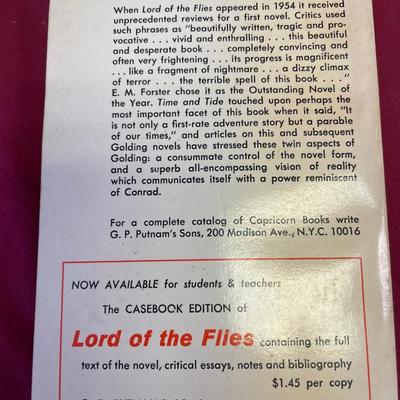 When Lord of the Flies appeared in 1954 it received
unprecedented reviews for a first novel. Critics used
such phrases as "beautifully written, tragic and pro-
vocative . . . vivid and enthralling . . . this beautiful
and desperate book . . . completely convincing and
often very frightening . . . its progress is magnificent
. . . like a fragment of nightmare . . . a dizzy climax
of terror . . . the terrible spell of this book . . ."
E. M. Forster chose it as the Outstanding Novel of
the Year. Time and Tide touched upon perhaps the
most important facet of this book when it said, "It
is not only a first-rate adventure story but a parable
of our times," and articles on this and subsequent
Golding novels have stressed these twin aspects of
Golding: a consummate control of the novel form,
and a superb all-encompassing vision of reality
which communicates itself with a power reminiscent
of Conrad.
For a complete catalog of Capricorn Books write
G. P. Putnam's Sons, 200 Madison Ave., N.Y.C. 10016
NOW AVAILABLE for students & teachers
The CASEBOOK EDITION of
Lord of the Flies containing the full
text of the novel, critical essays, notes and bibliography
$1.45 per copy